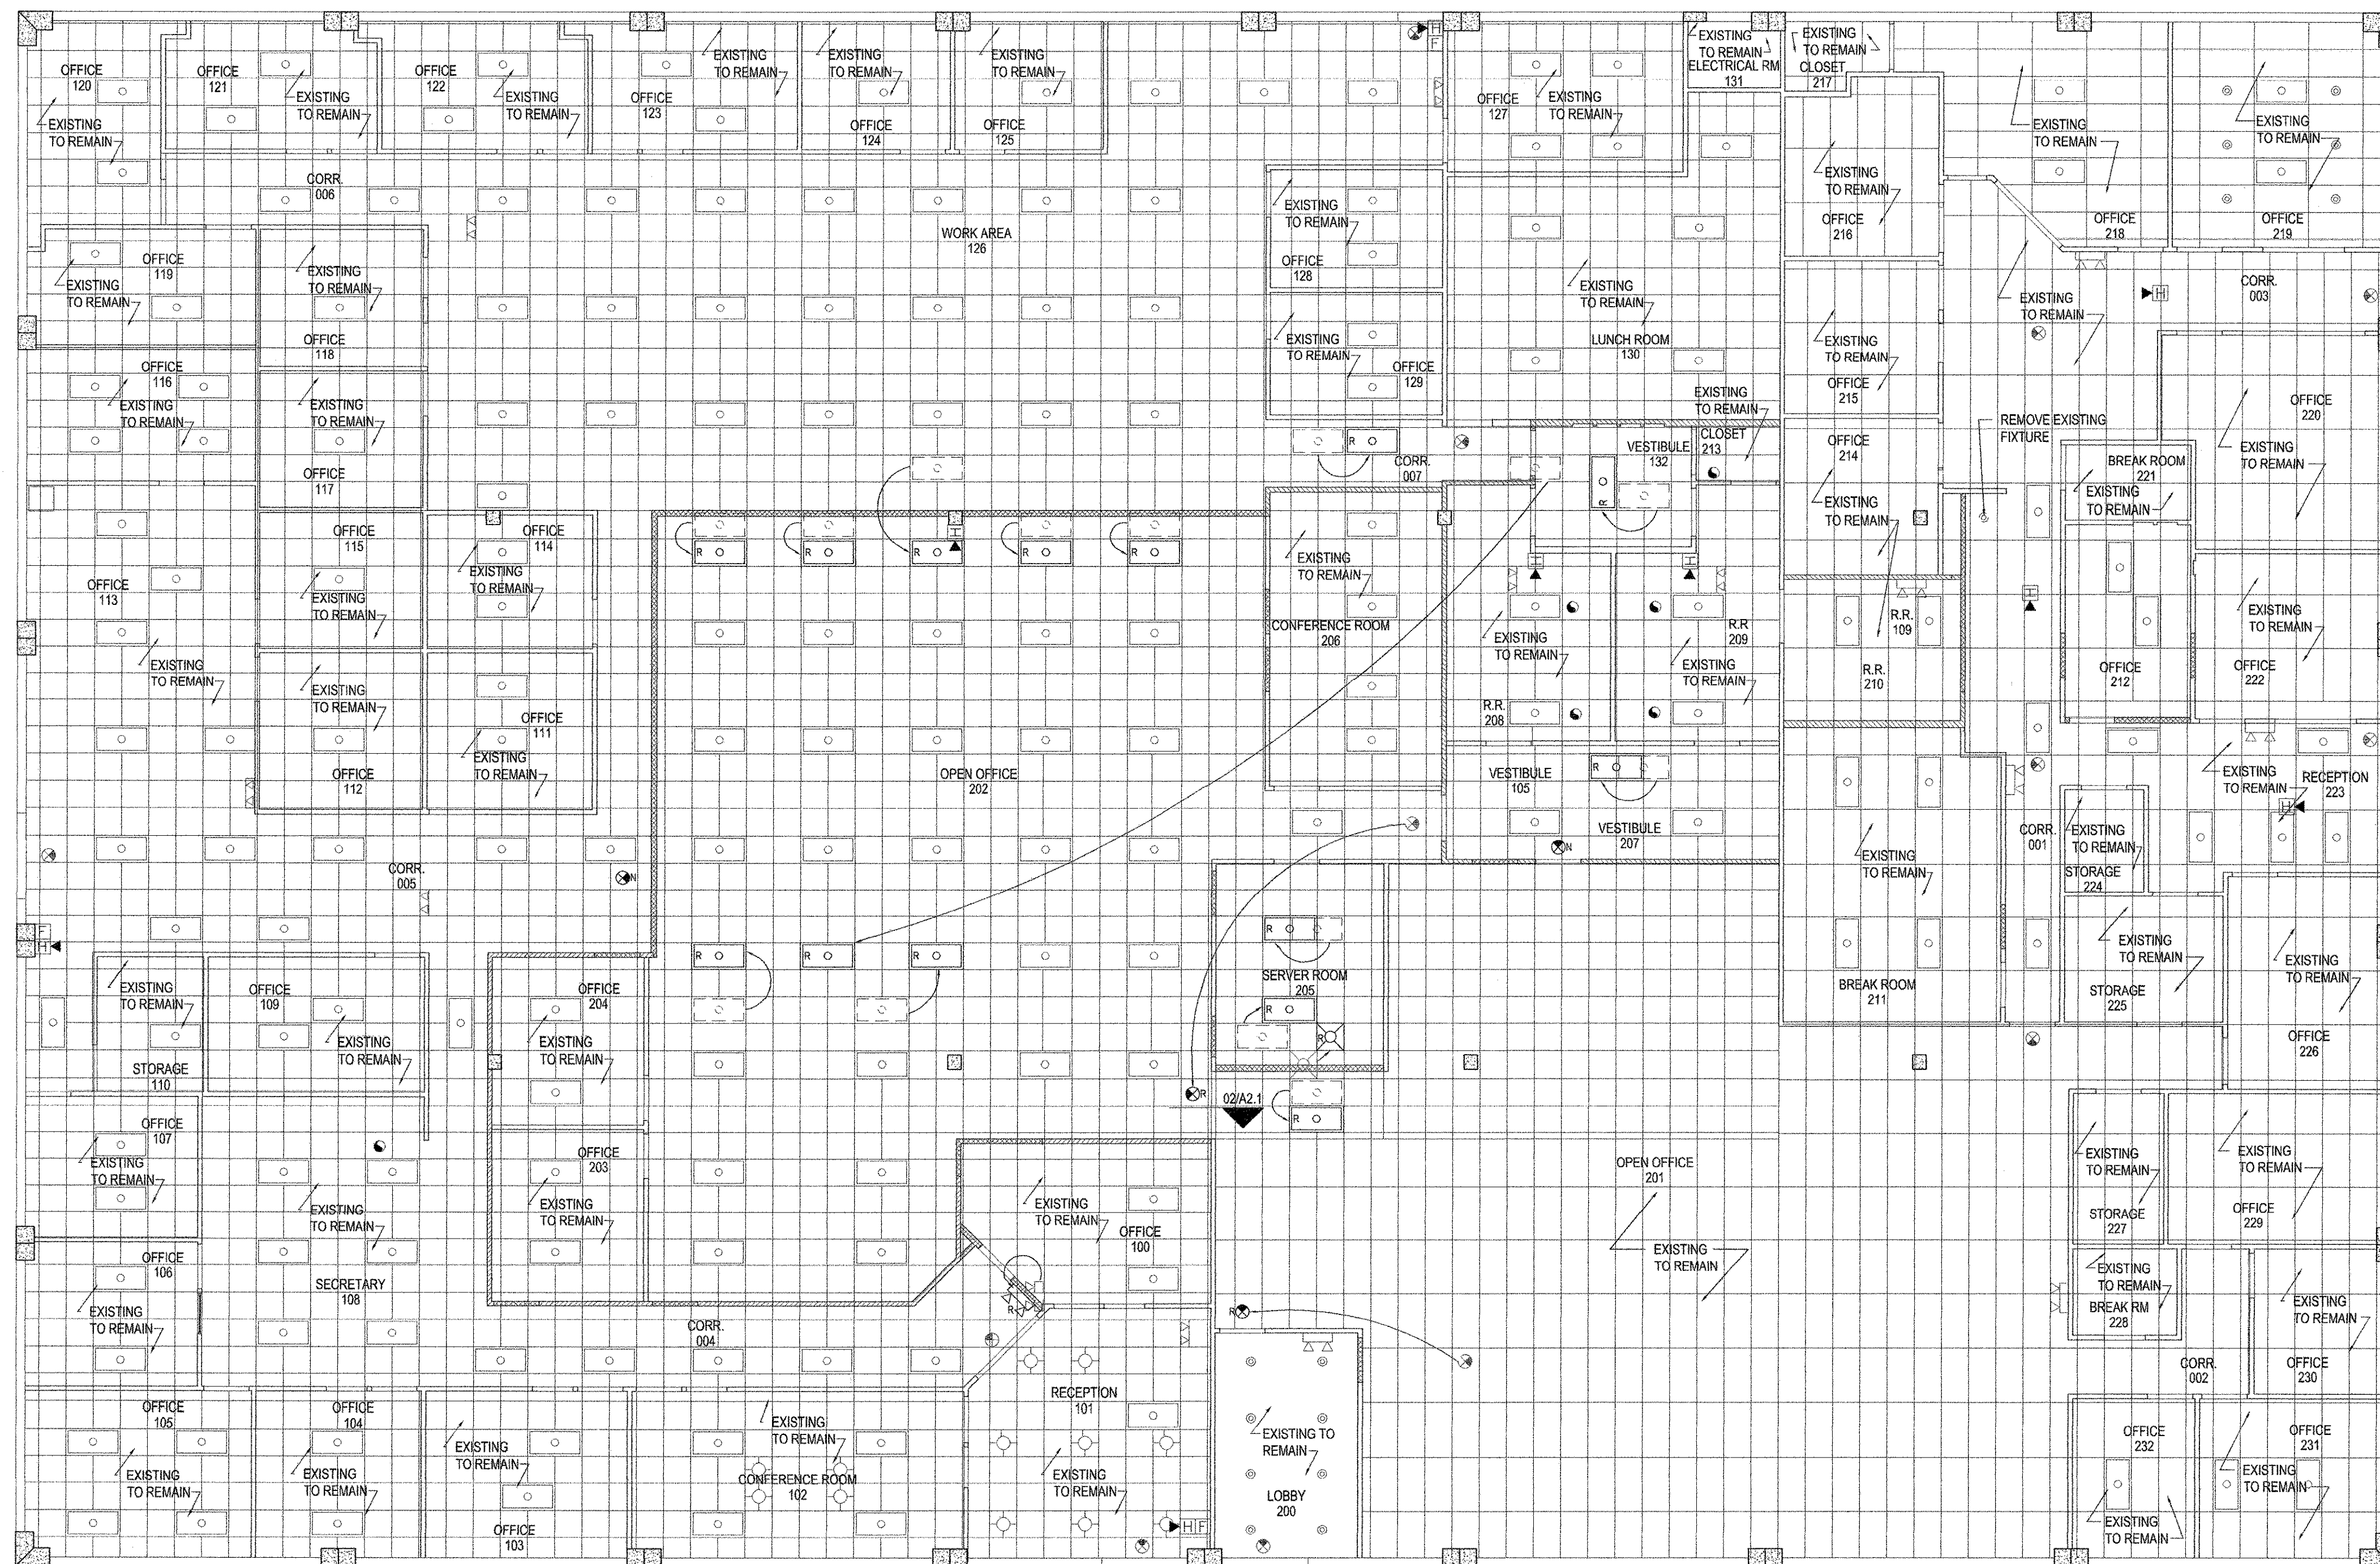 OFFICE
120
EXISTING
TO REMAIN
OFFICE
121
EXISTING
TO REMAIN
OFFICE
122
EXISTING
TO REMAIN
OFFICE
123
EXISTING
TO REMAIN
EXISTING
TO REMAIN
OFFICE
124
EXISTING
TO REMAIN
OFFICE
125
H
F
OFFICE
127
EXISTING
TO REMAIN
EXISTING
TO REMAIN
ELECTRICAL RM
131
EXISTING
TO REMAIN
CLOSET
217
EXISTING
TO REMAIN
OFFICE
218
EXISTING
TO REMAIN
OFFICE
219
CORR.
006
WORK AREA
126
EXISTING
TO REMAIN
OFFICE
128
EXISTING
TO REMAIN
OFFICE
216
OFFICE
119
EXISTING
TO REMAIN
EXISTING
TO REMAIN
OFFICE
118
EXISTING
TO REMAIN
OFFICE
129
EXISTING
TO REMAIN
LUNCH ROOM
130
EXISTING
TO REMAIN
OFFICE
215
EXISTING
TO REMAIN
H
CORR.
003
OFFICE
116
EXISTING
TO REMAIN
EXISTING
TO REMAIN
OFFICE
117
R
CORR.
007
VESTIBULE
132
R
EXISTING
TO REMAIN
CLOSET
213
OFFICE
214
EXISTING
TO REMAIN
REMOVE EXISTING
FIXTURE
OFFICE
220
EXISTING
TO REMAIN
BREAK ROOM
221
EXISTING
TO REMAIN
OFFICE
113
EXISTING
TO REMAIN
OFFICE
115
EXISTING
TO REMAIN
OFFICE
114
EXISTING
TO REMAIN
R
R
R
H
R
R
EXISTING
TO REMAIN
CONFERENCE ROOM
206
H
EXISTING
TO REMAIN
R.R.
208
H
R.R
209
EXISTING
TO REMAIN
R.R.
109
R.R.
210
H
OFFICE
212
EXISTING
TO REMAIN
OFFICE
222
EXISTING
TO REMAIN
OFFICE
112
OFFICE
111
EXISTING
TO REMAIN
OPEN OFFICE
202
VESTIBULE
105
R
VESTIBULE
207
N
EXISTING
TO REMAIN
RECEPTION
223
H
CORR.
001
EXISTING
TO REMAIN
STORAGE
224
CORR.
005
N
F
H
EXISTING
TO REMAIN
BREAK ROOM
211
EXISTING
TO REMAIN
STORAGE
225
EXISTING
TO REMAIN
OFFICE
226
EXISTING
TO REMAIN
STORAGE
110
OFFICE
109
EXISTING
TO REMAIN
OFFICE
204
EXISTING
TO REMAIN
R
R
R
R
SERVER ROOM
205
R
R
R
02/A2.1
R
OFFICE
107
EXISTING
TO REMAIN
OFFICE
203
EXISTING
TO REMAIN
EXISTING
TO REMAIN
OFFICE
100
OPEN OFFICE
201
EXISTING
TO REMAIN
EXISTING
TO REMAIN
STORAGE
227
EXISTING
TO REMAIN
OFFICE
229
OFFICE
106
EXISTING
TO REMAIN
EXISTING
TO REMAIN
SECRETARY
108
CORR.
004
R
R
EXISTING
TO REMAIN
BREAK RM
228
EXISTING
TO REMAIN
OFFICE
230
CORR.
002
OFFICE
105
EXISTING
TO REMAIN
OFFICE
104
EXISTING
TO REMAIN
EXISTING
TO REMAIN
OFFICE
103
EXISTING
TO REMAIN
CONFERENCE ROOM
102
RECEPTION
101
EXISTING
TO REMAIN
H F
EXISTING TO
REMAIN
LOBBY
200
OFFICE
232
EXISTING
TO REMAIN
OFFICE
231
EXISTING
TO REMAIN